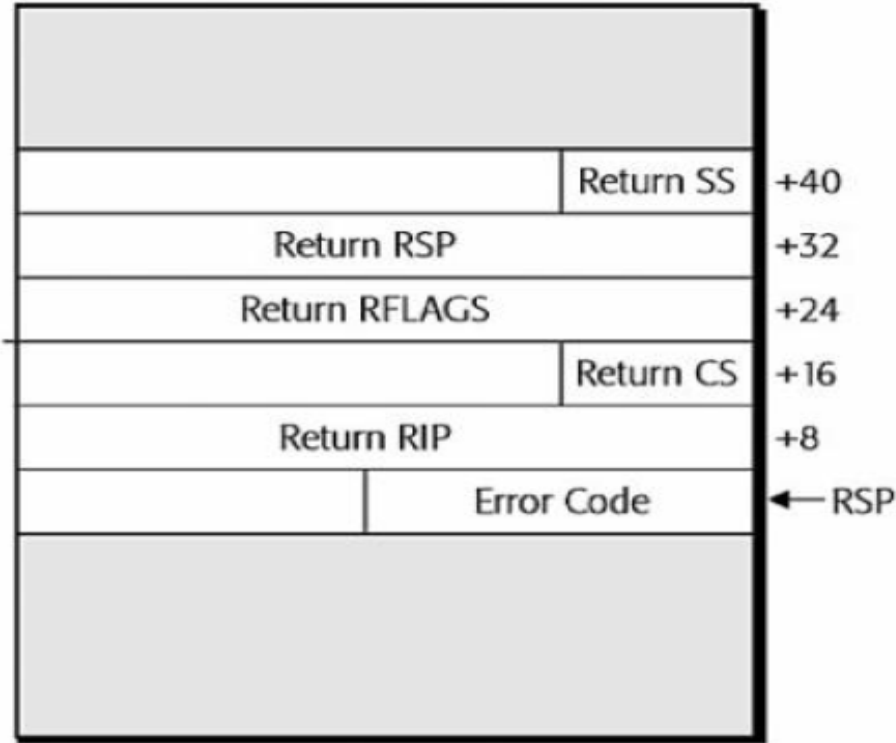 Return SS +40
Return RSP +32
Return RFLAGS +24
Return CS +16
Return RIP +8
Error Code RSP